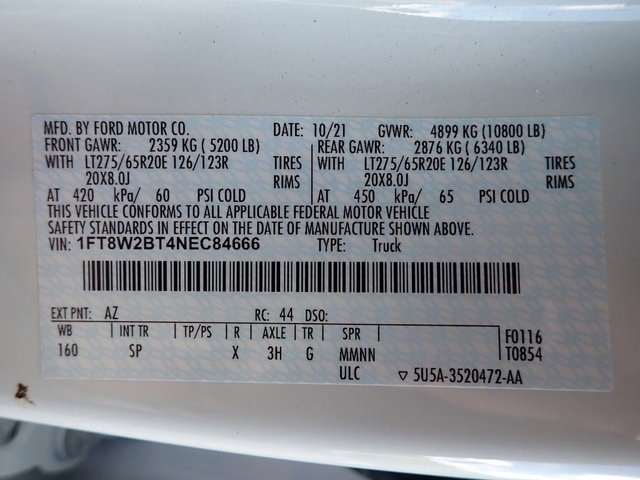 MFD. BY FORD MOTOR CO. DATE: 10/21 GVWR: 4899 KG (10800 LB)
FRONT GAWR: 2359 KG ( 5200 LB) REAR GAWR: 2876 KG ( 6340 LB)
WITH LT275/65R20E 126/123R TIRES WITH LT275/65R20E 126/123R TIRES
20X8.0J RIMS 20X8.0J RIMS
AT 420 kPa/ 60 PSI COLD AT 450 kPa/ 65 PSI COLD
THIS VEHICLE CONFORMS TO ALL APPLICABLE FEDERAL MOTOR VEHICLE
SAFETY STANDARDS IN EFFECT ON THE DATE OF MANUFACTURE SHOWN ABOVE.
VIN: 1FT8W2BT4NEC84666 TYPE: Truck
EXT PNT: AZ RC: 44 DSO:
WB INT TR TP/PS R AXLE TR SPR F0116
160 SP X 3H G MMNN T0854
ULC ▽ 5U5A-3520472-AA